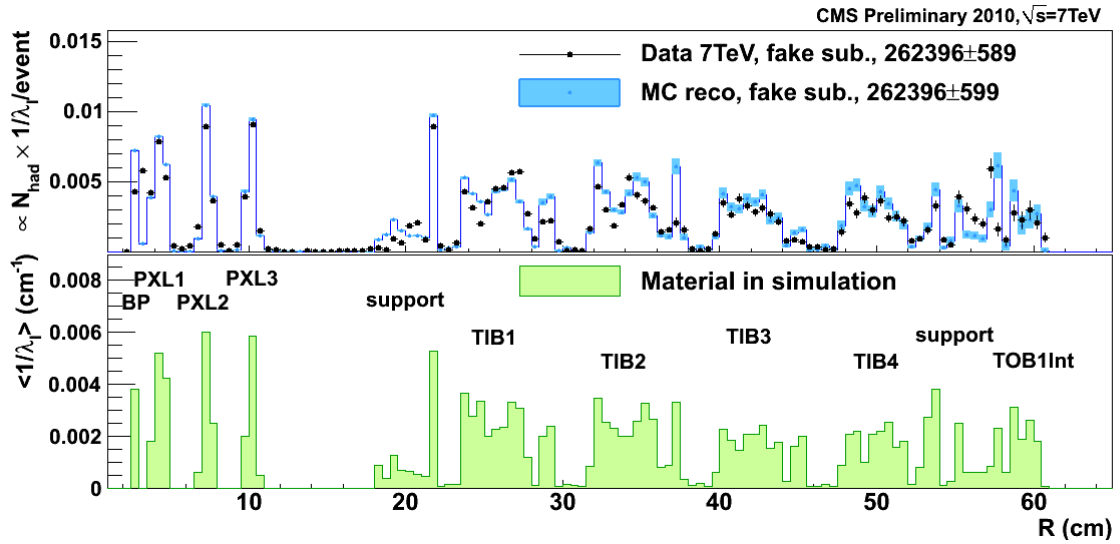 CMS Preliminary 2010, √s=7TeV
∝ N_had × 1/λ_I/event
0.015
0.01
0.005
Data 7TeV, fake sub., 262396±589
MC reco, fake sub., 262396±599
<1/λ_I> (cm⁻¹)
0.008
0.006
0.004
0.002
0
Material in simulation
PXL1
PXL3
BP
PXL2
support
TIB1
TIB2
TIB3
TIB4
support
TOB1Int
10
20
30
40
50
60
R (cm)